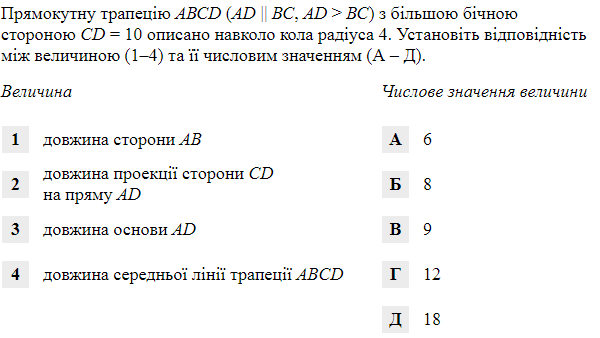 Прямокутну трапецію ABCD (AD || BC, AD > BC) з більшою бічною
стороною CD = 10 описано навколо кола радіуса 4. Установіть відповідність
між величиною (1–4) та її числовим значенням (А – Д).
Величина Числове значення величини
1 довжина сторони AB А 6
2 довжина проекції сторони CD
на пряму AD Б 8
3 довжина основи AD В 9
4 довжина середньої лінії трапеції ABCD Г 12
Д 18